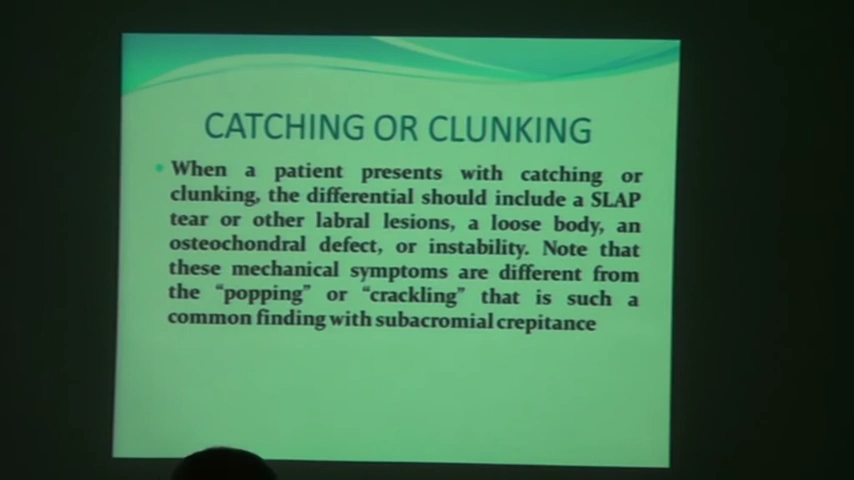 CATCHING OR CLUNKING
When a patient presents with catching or
clunking, the differential should include a SLAP
tear or other labral lesions, a loose body, an
osteochondral defect, or instability. Note that
these mechanical symptoms are different from
the “popping” or “crackling” that is such a
common finding with subacromial crepitance